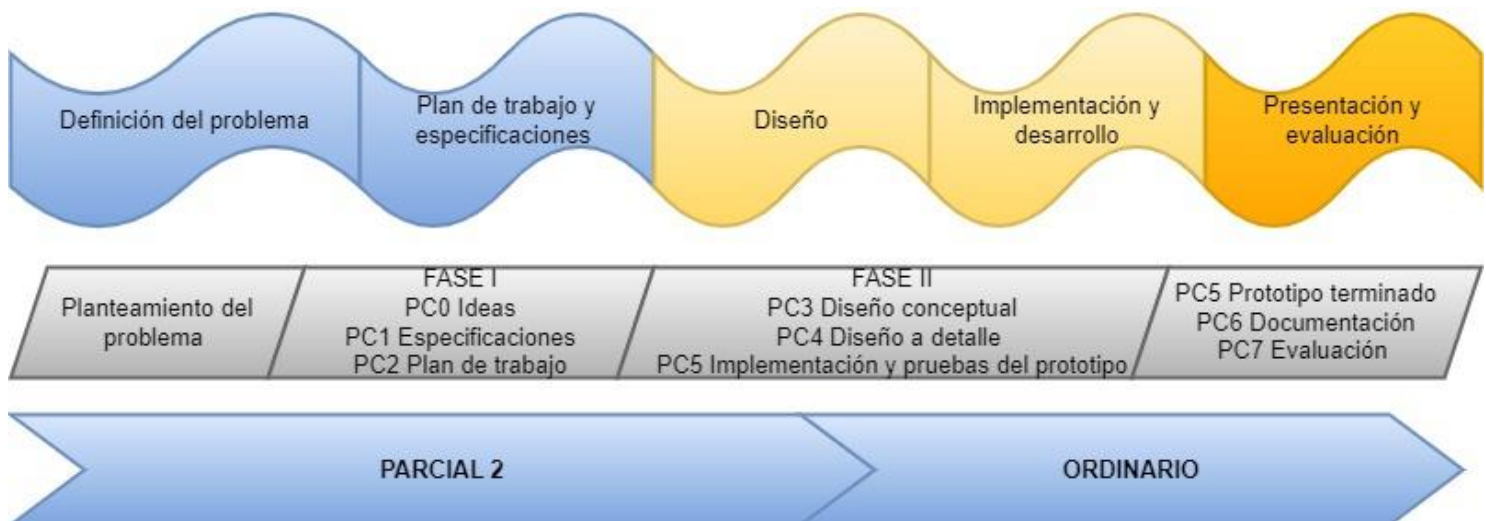 Definición del problema
Plan de trabajo y
especificaciones
Diseño
Implementación y
desarrollo
Presentación y
evaluación
Planteamiento del
problema
FASE I
PC0 Ideas
PC1 Especificaciones
PC2 Plan de trabajo
FASE II
PC3 Diseño conceptual
PC4 Diseño a detalle
PC5 Implementación y pruebas del prototipo
PC5 Prototipo terminado
PC6 Documentación
PC7 Evaluación
PARCIAL 2
ORDINARIO